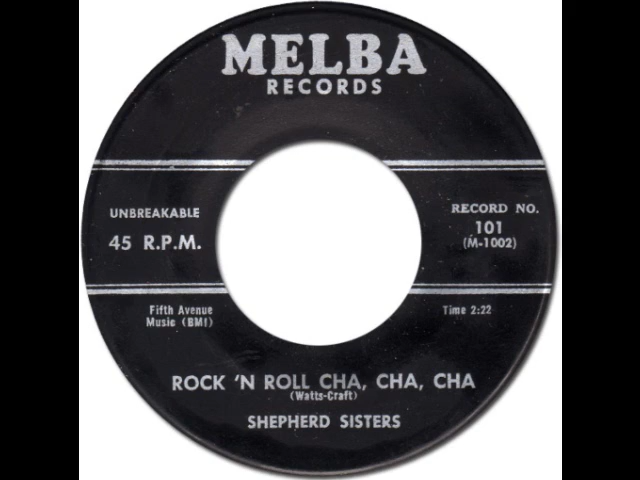 MELBA
RECORDS
UNBREAKABLE
45 R.P.M.
RECORD NO.
101
(M-1002)
Fifth Avenue
Music (BMI)
Time 2:22
ROCK 'N ROLL CHA, CHA, CHA
(Watts-Craft)
SHEPHERD SISTERS